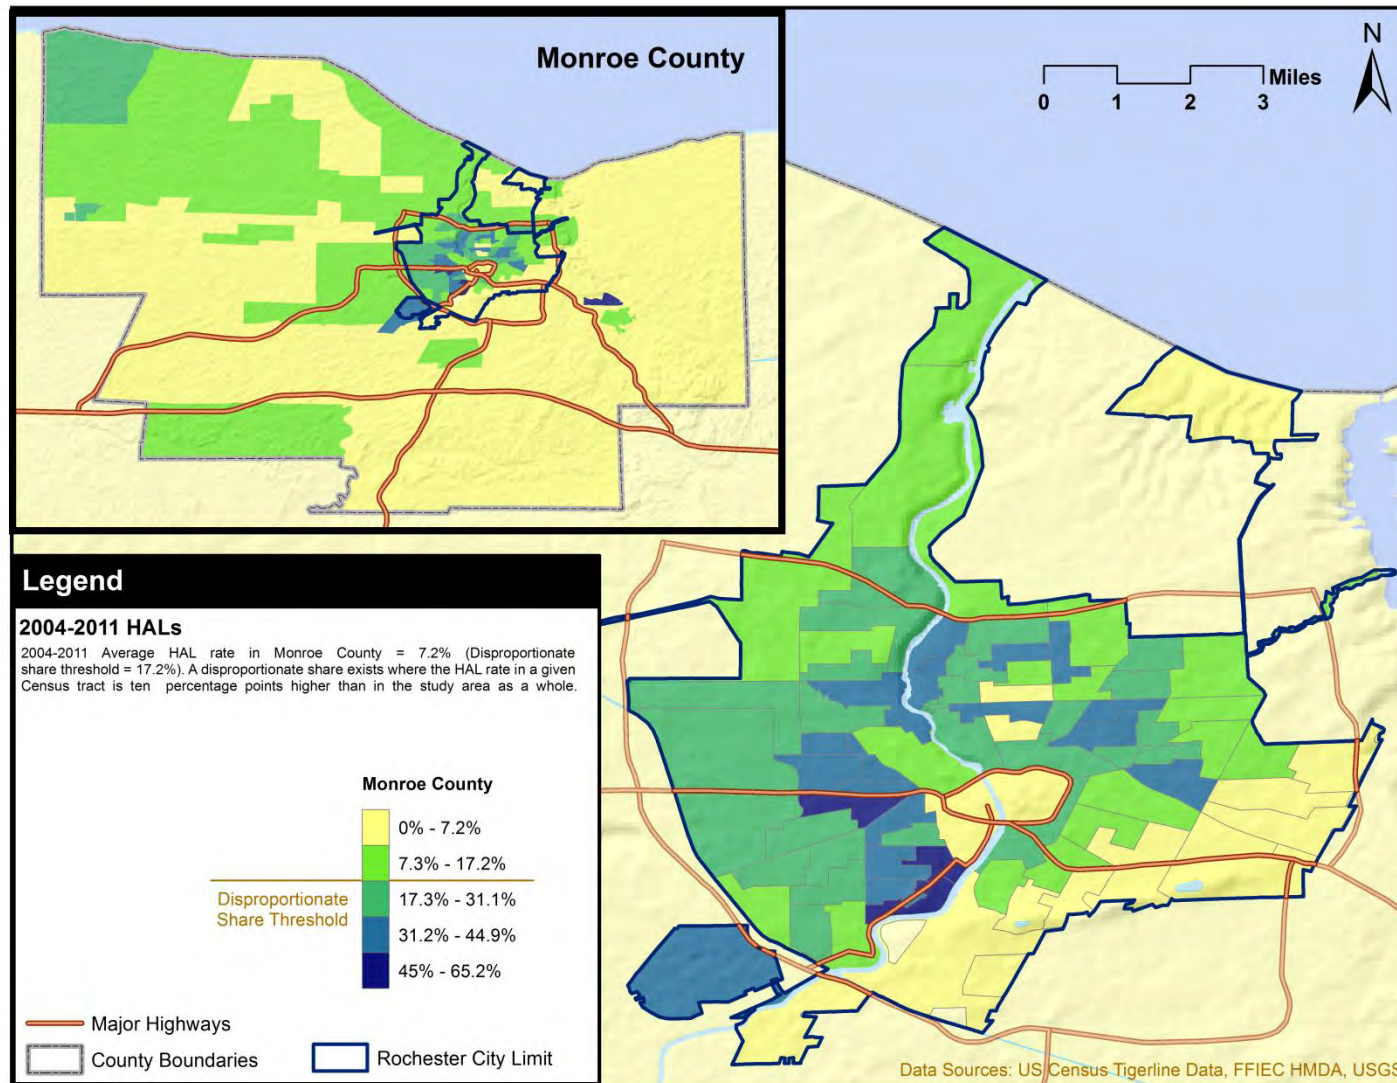 Monroe County
N
Miles
0 1 2 3
Legend
2004-2011 HALs
2004-2011 Average HAL rate in Monroe County = 7.2% (Disproportionate
share threshold = 17.2%). A disproportionate share exists where the HAL rate in a given
Census tract is ten percentage points higher than in the study area as a whole.
Monroe County
0% - 7.2%
7.3% - 17.2%
Disproportionate
Share Threshold
17.3% - 31.1%
31.2% - 44.9%
45% - 65.2%
Major Highways
County Boundaries
Rochester City Limit
Data Sources: US Census Tigerline Data, FFIEC HMDA, USGS